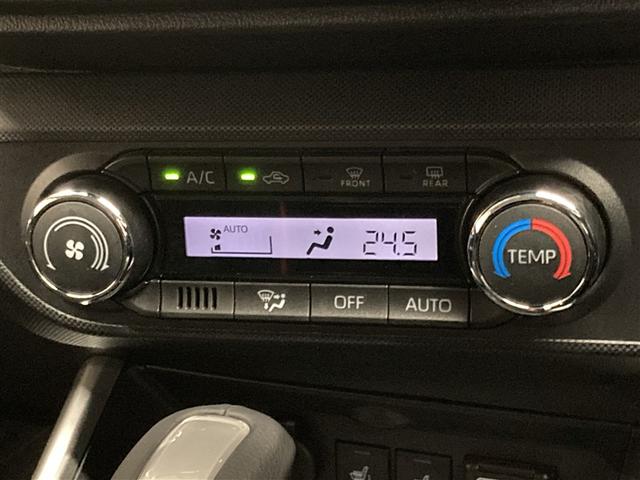 A/C
FRONT
REAR
AUTO
24.5
TEMP
OFF
AUTO